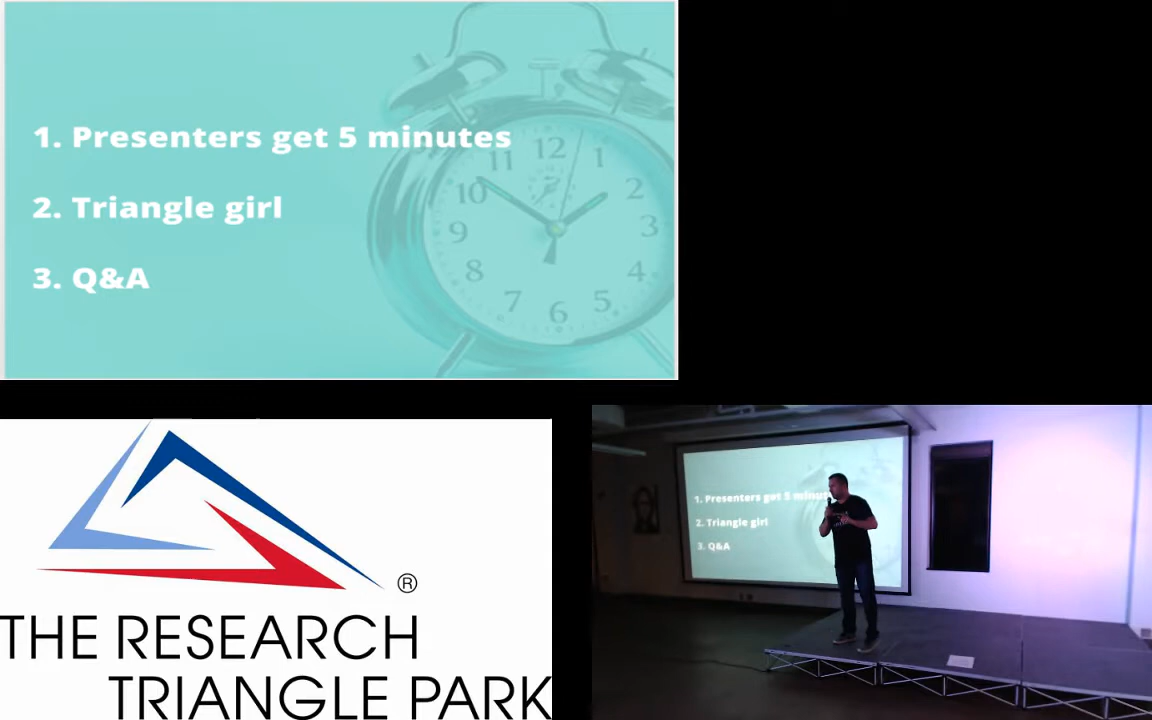 1. Presenters get 5 minutes
2. Triangle girl
3. Q&A
12
11
1
10
2
9
3
8
4
7
5
6
®
THE RESEARCH
TRIANGLE PARK
1. Presenters get 5 minut
2. Triangle girl
3. Q&A